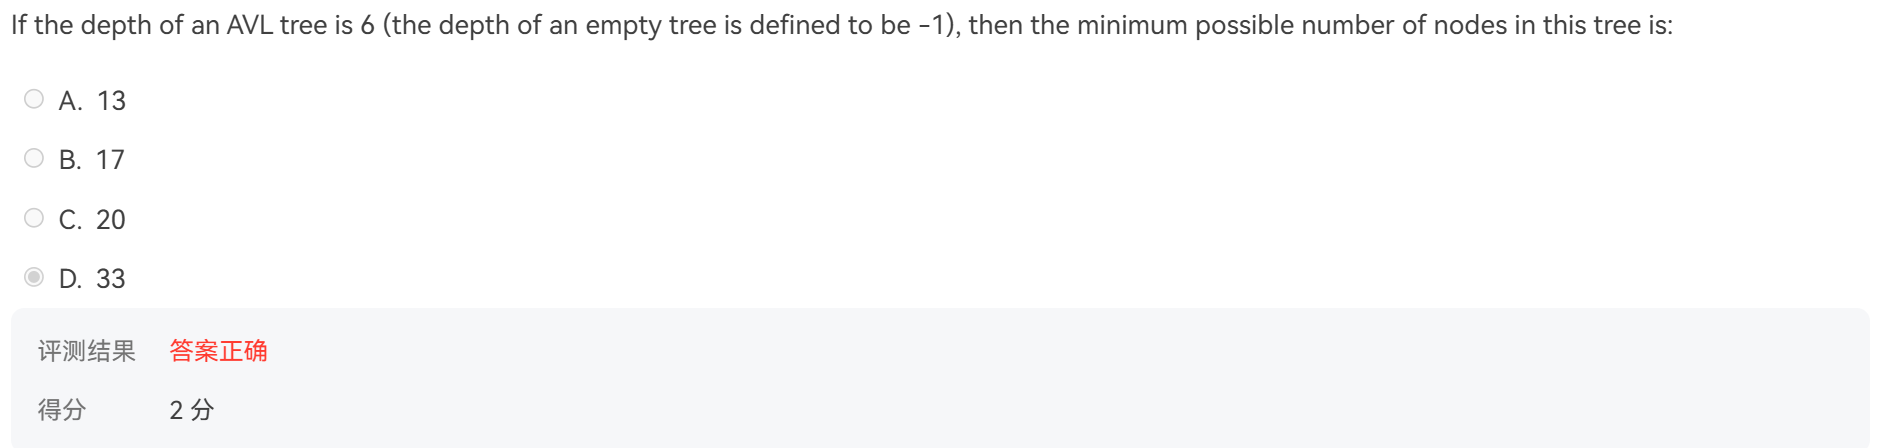 If the depth of an AVL tree is 6 (the depth of an empty tree is defined to be -1), then the minimum possible number of nodes in this tree is:
A. 13
B. 17
C. 20
D. 33
评测结果 答案正确
得分 2 分